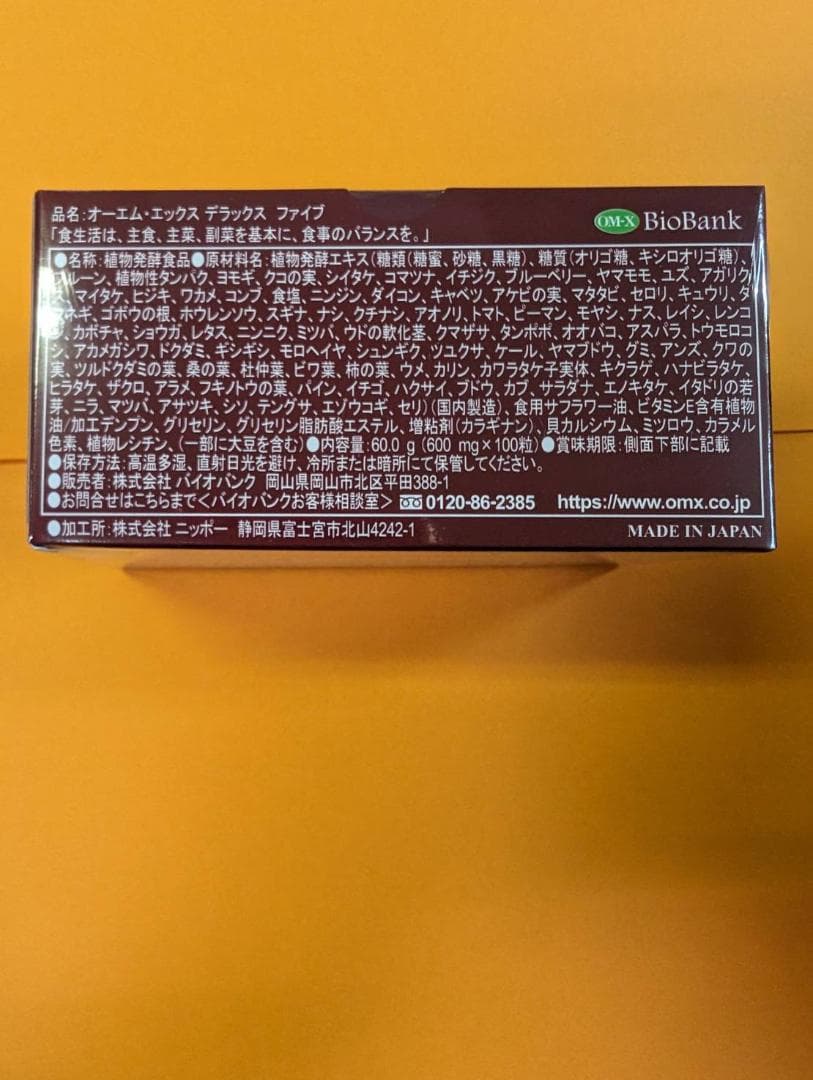 品名：オーエム・エックス デラックス ファイブ
OM-X BioBank
「食生活は、主食、主菜、副菜を基本に、食事のバランスを。」
●名称：植物発酵食品●原材料名：植物発酵エキス（糖類（糖蜜、砂糖、黒糖）、糖質（オリゴ糖、キシロオリゴ糖）、
プルーン、植物性タンパク、ヨモギ、クコの実、シイタケ、コマツナ、イチジク、ブルーベリー、ヤマモモ、ユズ、アガリク
ス、マイタケ、ヒジキ、ワカメ、コンブ、食塩、ニンジン、ダイコン、キャベツ、アケビの実、マタタビ、セロリ、キュウリ、タ
マネギ、ゴボウの根、ホウレンソウ、スギナ、ナシ、クチナシ、アオノリ、トマト、ピーマン、モヤシ、ナス、レイシ、レンコ
ン、カボチャ、ショウガ、レタス、ニンニク、ミツバ、ウドの軟化茎、クマザサ、タンポポ、オオバコ、アスパラ、トウモロコ
シ、アカメガシワ、ドクダミ、ギシギシ、モロヘイヤ、シュンギク、ツユクサ、ケール、ヤマブドウ、グミ、アンズ、クワの
実、ツルドクダミの葉、桑の葉、杜仲葉、ビワ葉、柿の葉、ウメ、カリン、カワラタケ子実体、キクラゲ、ハナビラタケ、
ヒラタケ、ザクロ、アラメ、フキノトウの葉、パイン、イチゴ、ハクサイ、ブドウ、カブ、サラダナ、エノキタケ、イタドリの若
芽、ニラ、マツバ、アサツキ、シソ、テングサ、エゾウコギ、セリ）（国内製造）、食用サフラワー油、ビタミンE含有植物
油/加工デンプン、グリセリン、グリセリン脂肪酸エステル、増粘剤（カラギナン）、貝カルシウム、ミツロウ、カラメル
色素、植物レシチン、（一部に大豆を含む）●内容量：60.0 g（600 mg×100粒）●賞味期限：側面下部に記載
●保存方法：高温多湿、直射日光を避け、冷所または暗所にて保管してください。
●販売者：株式会社 バイオバンク 岡山県岡山市北区平田388-1
●お問合せはこちらまで＜バイオバンクお客様相談室＞ 0120-86-2385 https://www.omx.co.jp
●加工所：株式会社 ニッポー 静岡県富士宮市北山4242-1 MADE IN JAPAN